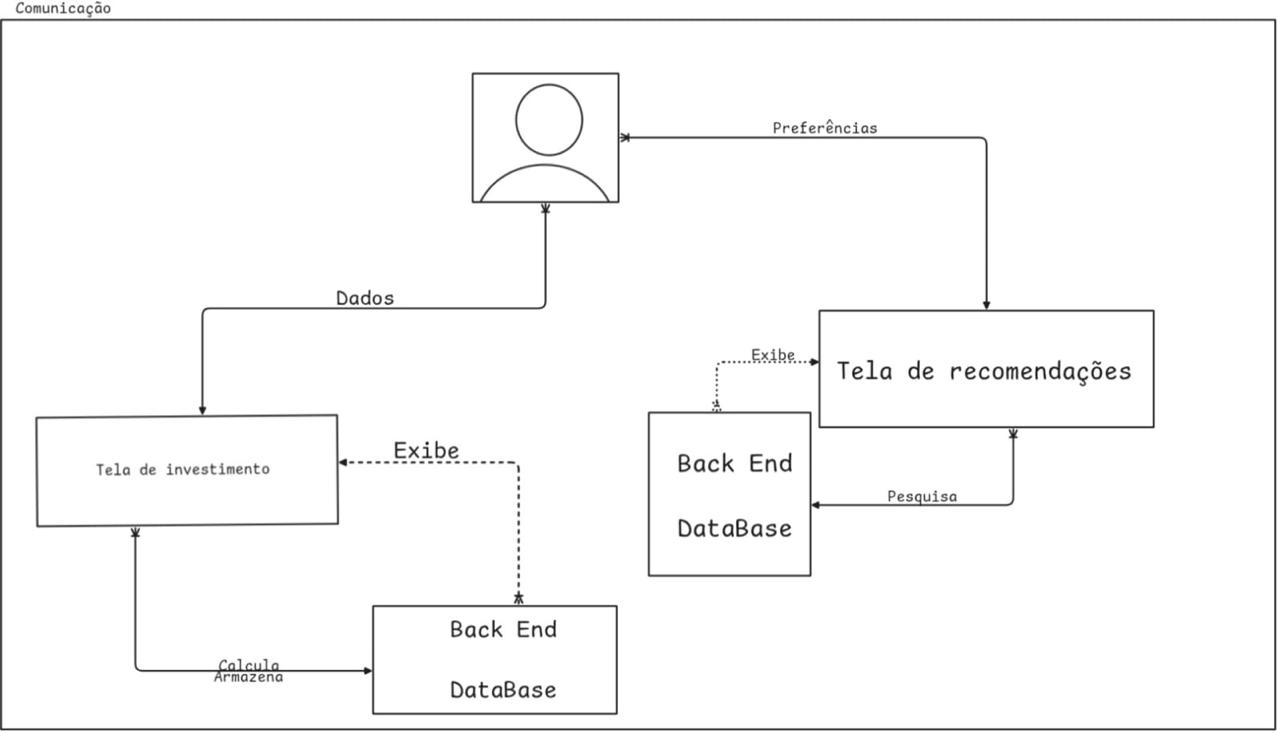 Comunicação
Preferências
Dados
Exibe
Tela de recomendações
Exibe
Back End
Tela de investimento
Pesquisa
DataBase
Back End
Calcula
Armazena
DataBase